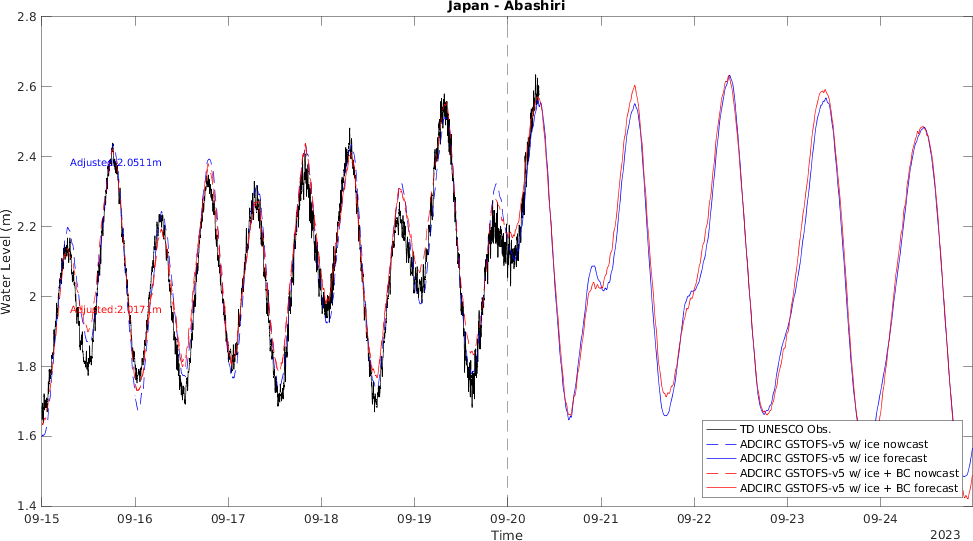 Japan - Abashiri
2.8
2.6
2.4
2.2
2
1.8
1.6
1.4
Water Level (m)
Adjusted:2.0511m
Adjusted:2.0171m
TD UNESCO Obs.
ADCIRC GSTOFS-v5 w/ ice nowcast
ADCIRC GSTOFS-v5 w/ ice forecast
ADCIRC GSTOFS-v5 w/ ice + BC nowcast
ADCIRC GSTOFS-v5 w/ ice + BC forecast
09-15 09-16 09-17 09-18 09-19 09-20 09-21 09-22 09-23 09-24
Time
2023